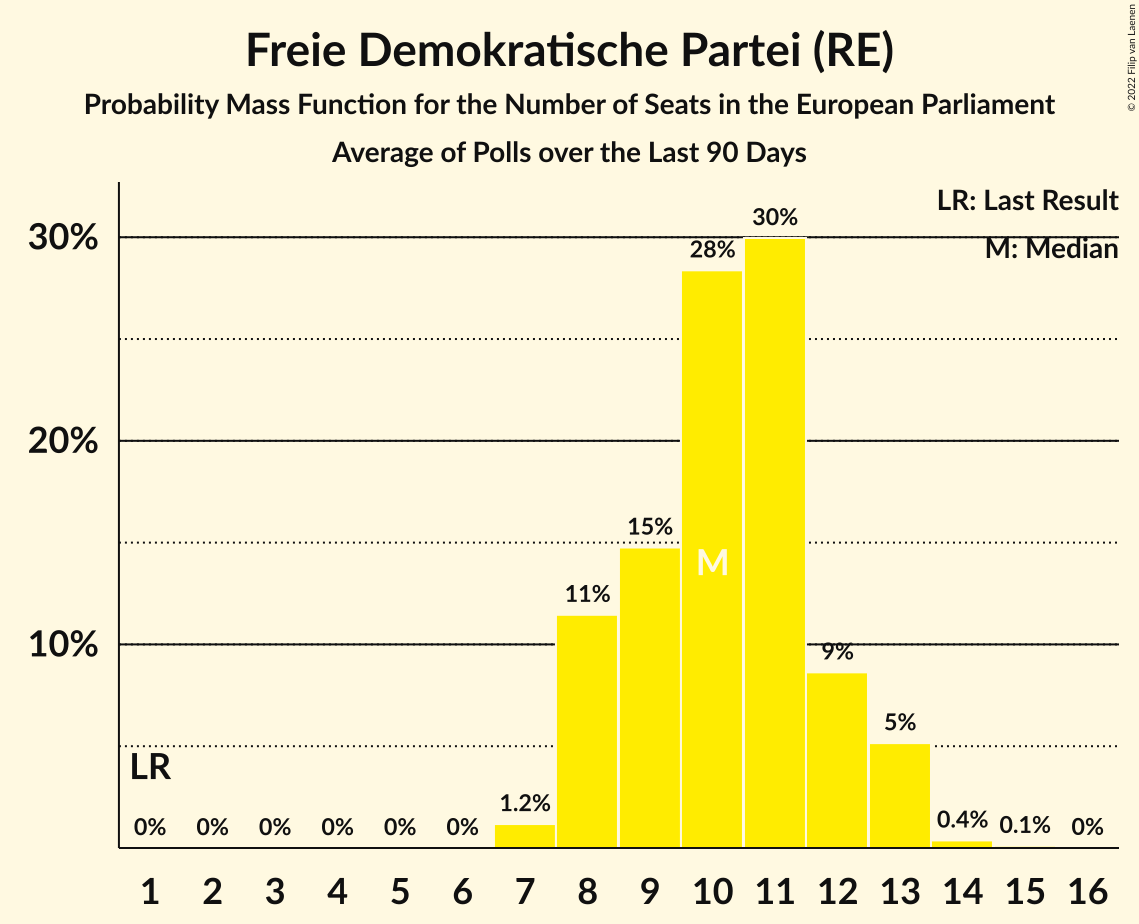 Freie Demokratische Partei (RE)
Probability Mass Function for the Number of Seats in the European Parliament
Average of Polls over the Last 90 Days
© 2022 Filip van Laenen
LR: Last Result
M: Median
30%
20%
10%
30%
28%
15%
M
11%
9%
5%
LR
1.2%
0.4%
0.1%
0%
0% 0% 0% 0% 0% 0%
1 2 3 4 5 6 7 8 9 10 11 12 13 14 15 16